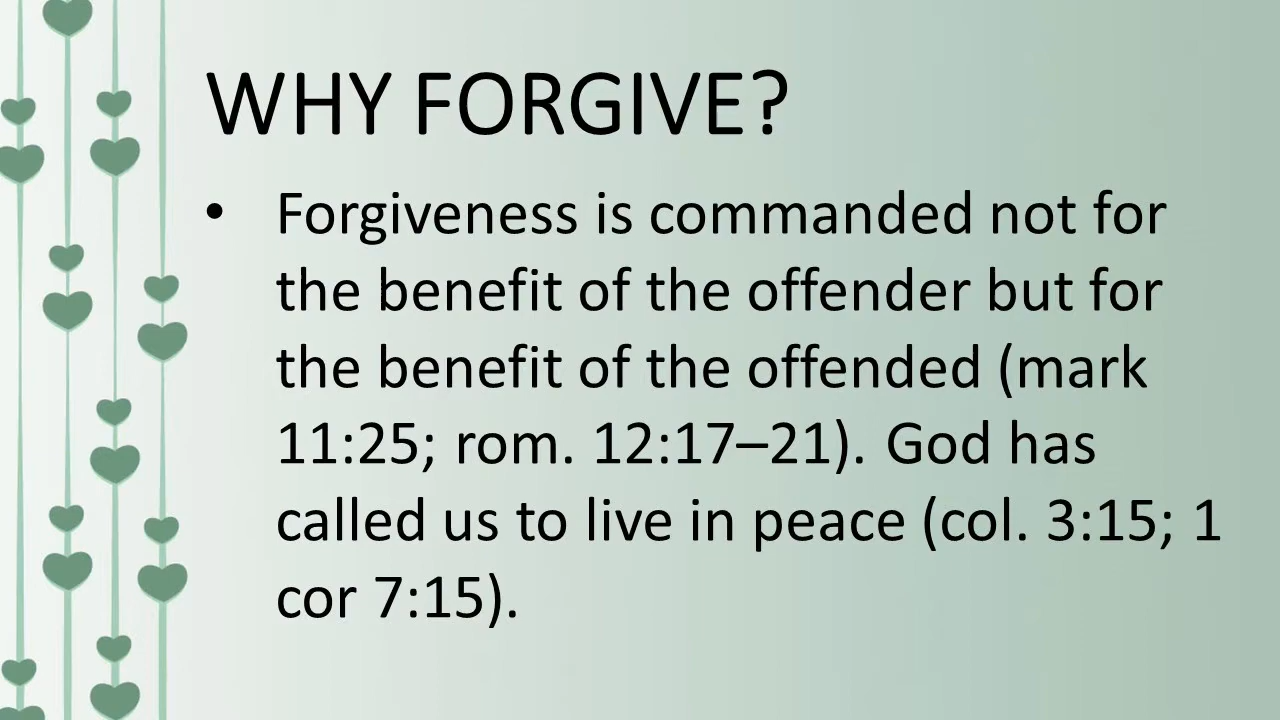 WHY FORGIVE?
• Forgiveness is commanded not for
the benefit of the offender but for
the benefit of the offended (mark
11:25; rom. 12:17–21). God has
called us to live in peace (col. 3:15; 1
cor 7:15).